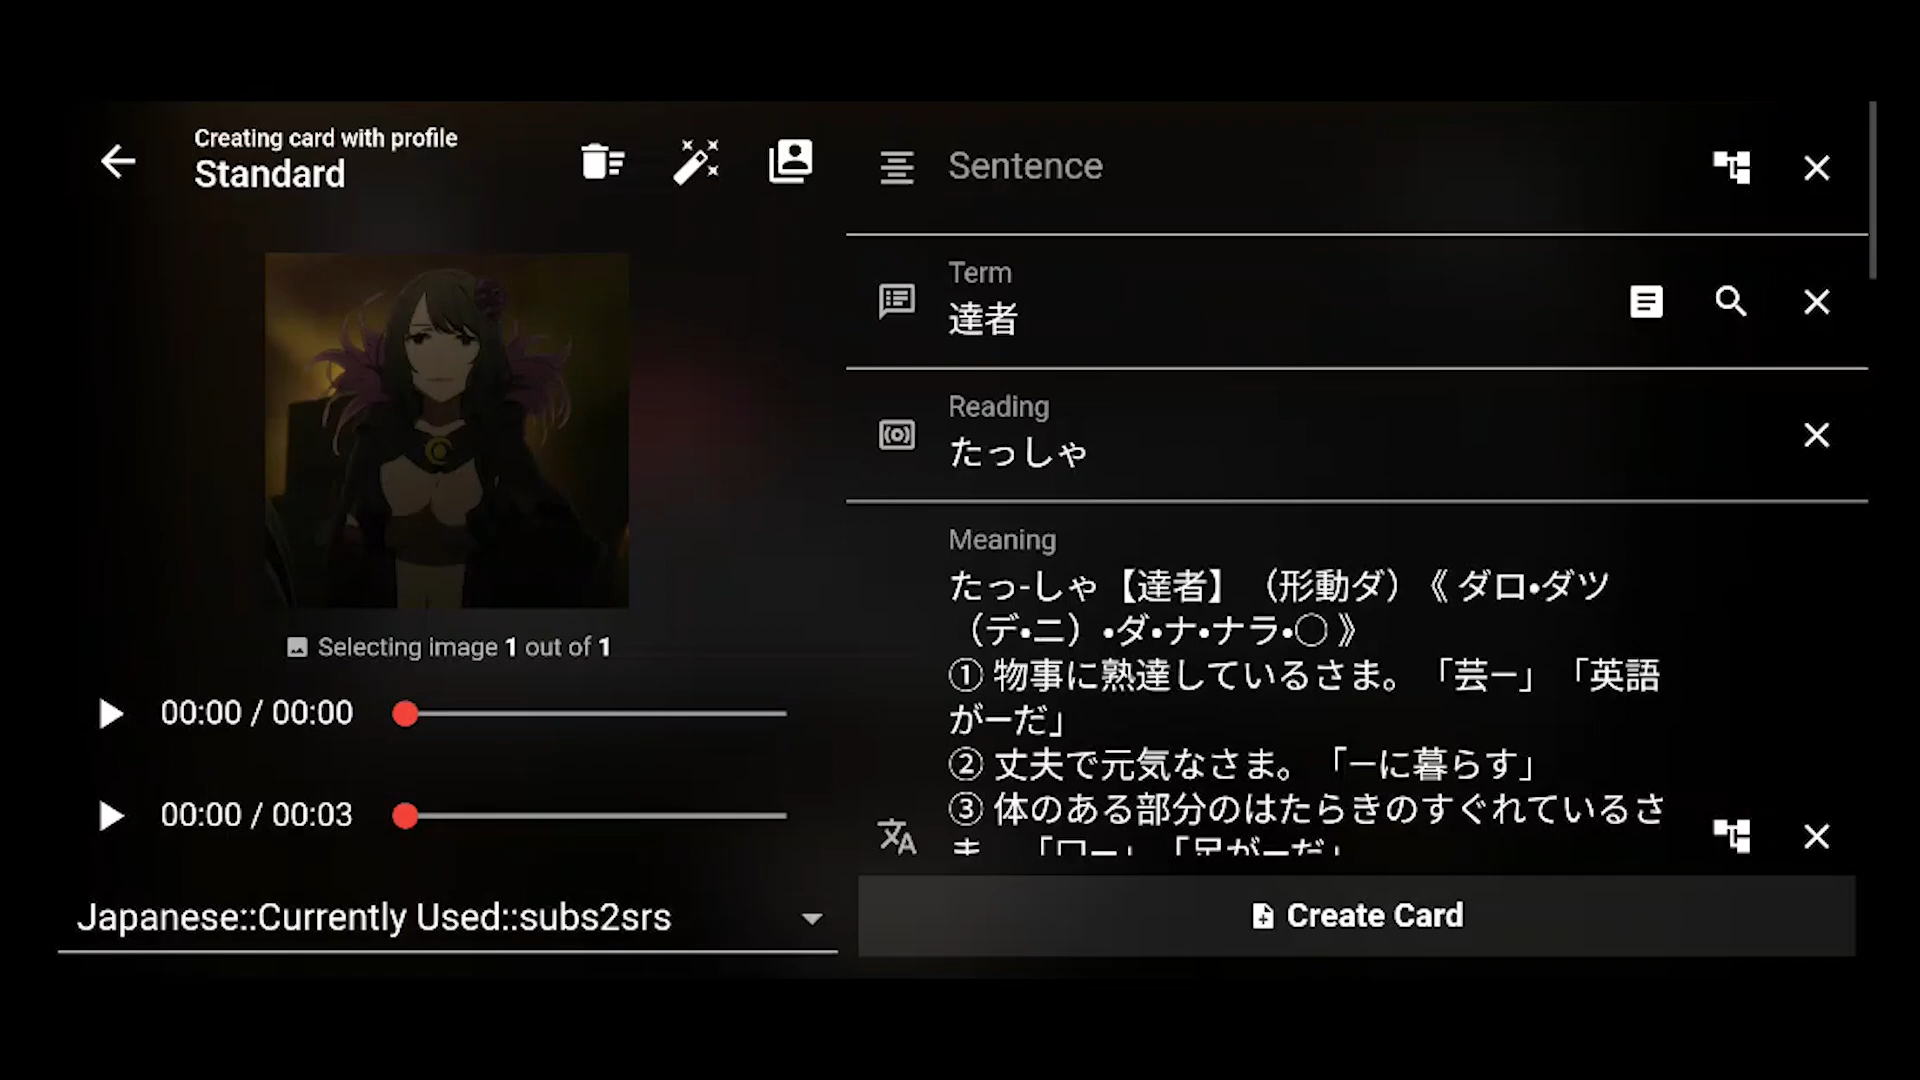 Creating card with profile
Standard
Selecting image 1 out of 1
00:00 / 00:00
00:00 / 00:03
Japanese::Currently Used::subs2srs
Sentence
Term
達者
Reading
たっしゃ
Meaning
たっ-しゃ【達者】（形動ダ）《 ダロ•ダツ
（デ•ニ）•ダ•ナ•ナラ•〇 》
① 物事に熟達しているさま。「芸ー」「英語
がーだ」
② 丈夫で元気なさま。「ーに暮らす」
③ 体のある部分のはたらきのすぐれているさ
Create Card